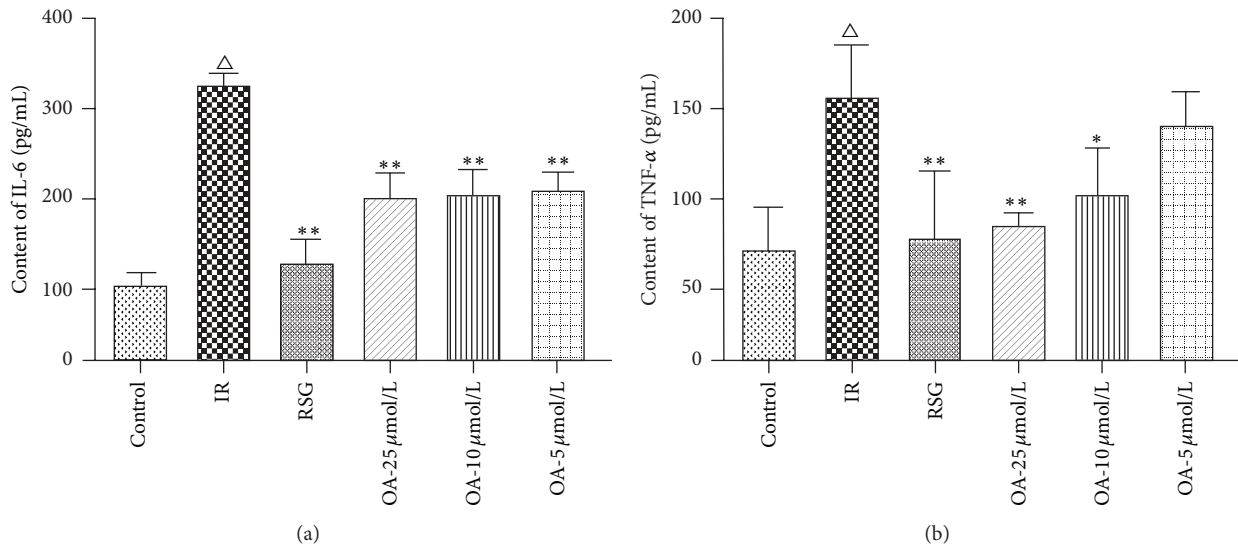 Content of IL-6 (pg/mL)
400
300
200
100
0
△
**
**
**
**
Control
IR
RSG
OA-25 μmol/L
OA-10 μmol/L
OA-5 μmol/L
(a)
Content of TNF-α (pg/mL)
200
150
100
50
0
△
**
**
*
Control
IR
RSG
OA-25 μmol/L
OA-10 μmol/L
OA-5 μmol/L
(b)